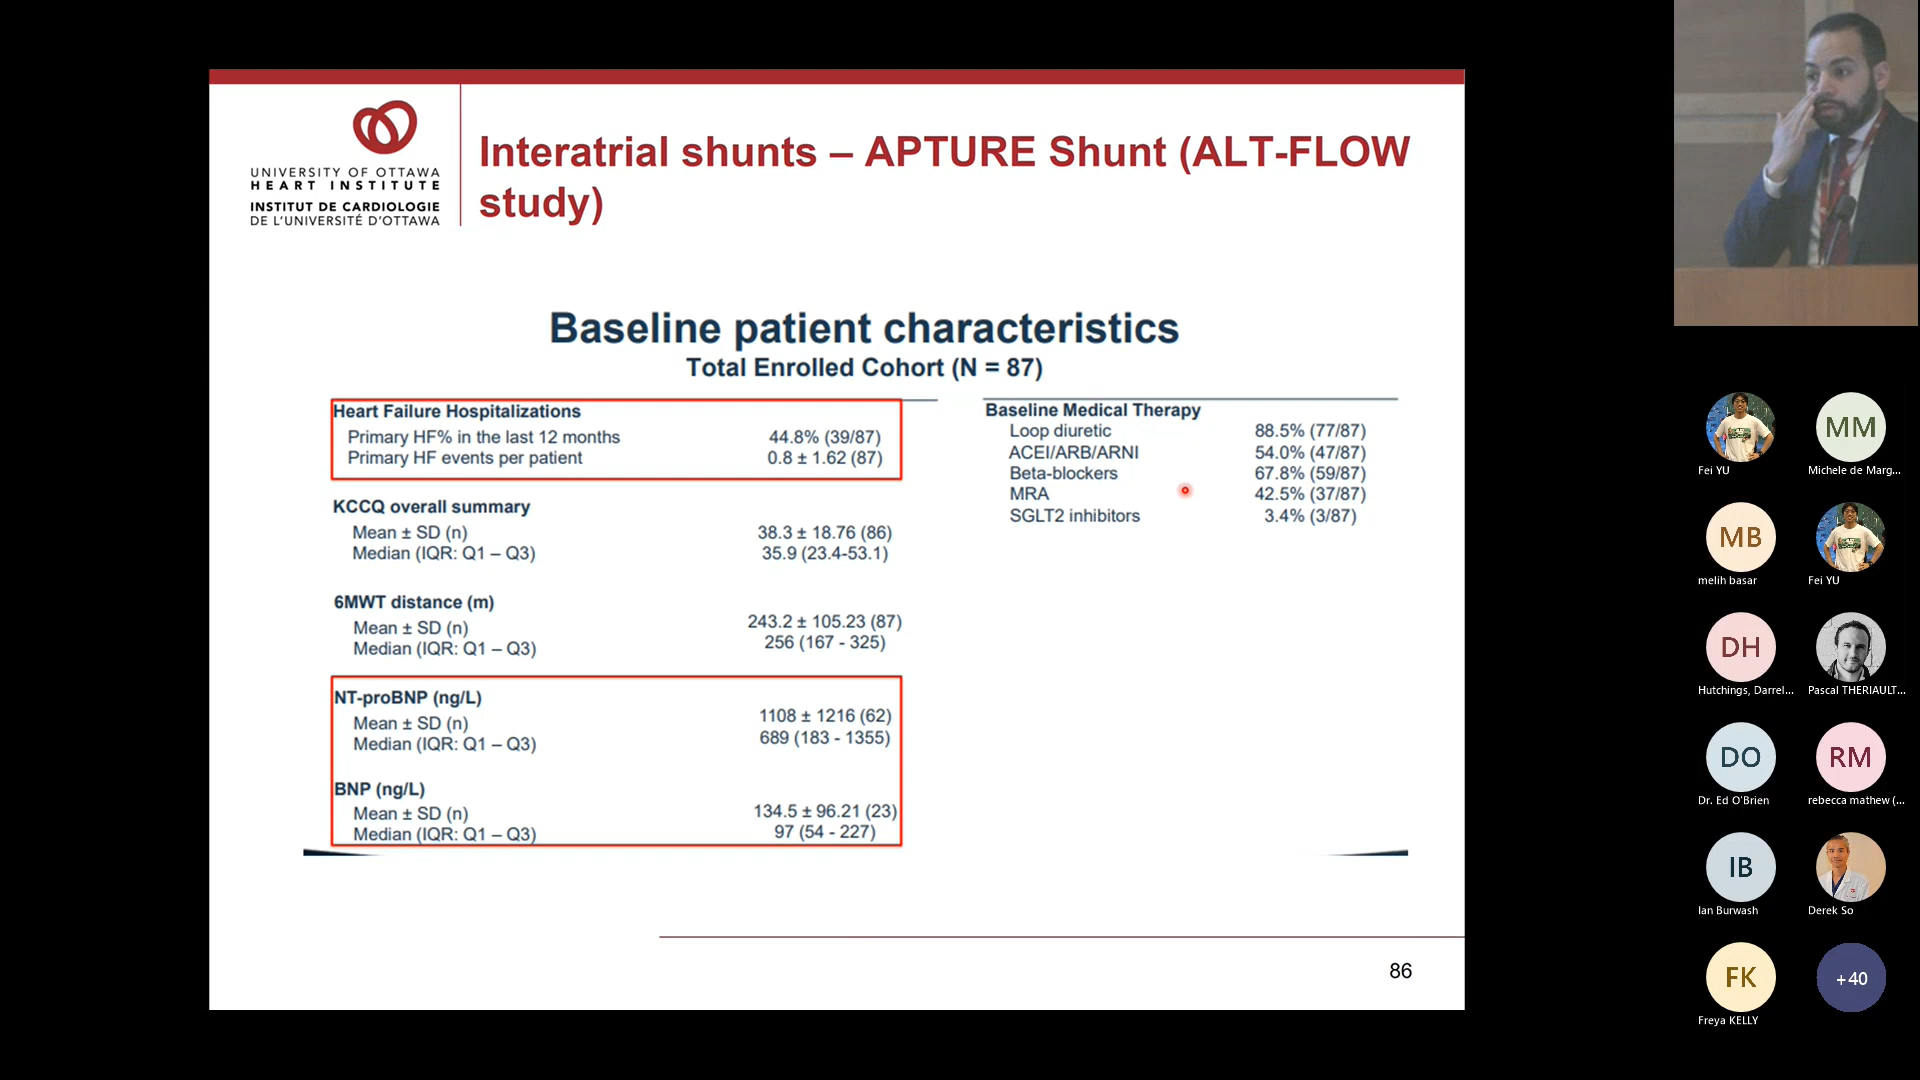 UNIVERSITY OF OTTAWA
HEART INSTITUTE
INSTITUT DE CARDIOLOGIE
DE L'UNIVERSITÉ D'OTTAWA
Interatrial shunts – APTURE Shunt (ALT-FLOW
study)
Baseline patient characteristics
Total Enrolled Cohort (N = 87)
Heart Failure Hospitalizations
Primary HF% in the last 12 months 44.8% (39/87)
Primary HF events per patient 0.8 ± 1.62 (87)
KCCQ overall summary
Mean ± SD (n) 38.3 ± 18.76 (86)
Median (IQR: Q1 – Q3) 35.9 (23.4-53.1)
6MWT distance (m)
Mean ± SD (n) 243.2 ± 105.23 (87)
Median (IQR: Q1 – Q3) 256 (167 - 325)
NT-proBNP (ng/L)
Mean ± SD (n) 1108 ± 1216 (62)
Median (IQR: Q1 – Q3) 689 (183 - 1355)
BNP (ng/L)
Mean ± SD (n) 134.5 ± 96.21 (23)
Median (IQR: Q1 – Q3) 97 (54 - 227)
Baseline Medical Therapy
Loop diuretic 88.5% (77/87)
ACEI/ARB/ARNI 54.0% (47/87)
Beta-blockers 67.8% (59/87)
MRA 42.5% (37/87)
SGLT2 inhibitors 3.4% (3/87)
86
Fei YU
MM
Michele de Marg...
MB
melih basar
Fei YU
DH
Hutchings, Darrel...
Pascal THERIAULT...
DO
Dr. Ed O'Brien
RM
rebecca mathew (...
IB
Ian Burwash
Derek So
FK
Freya KELLY
+40